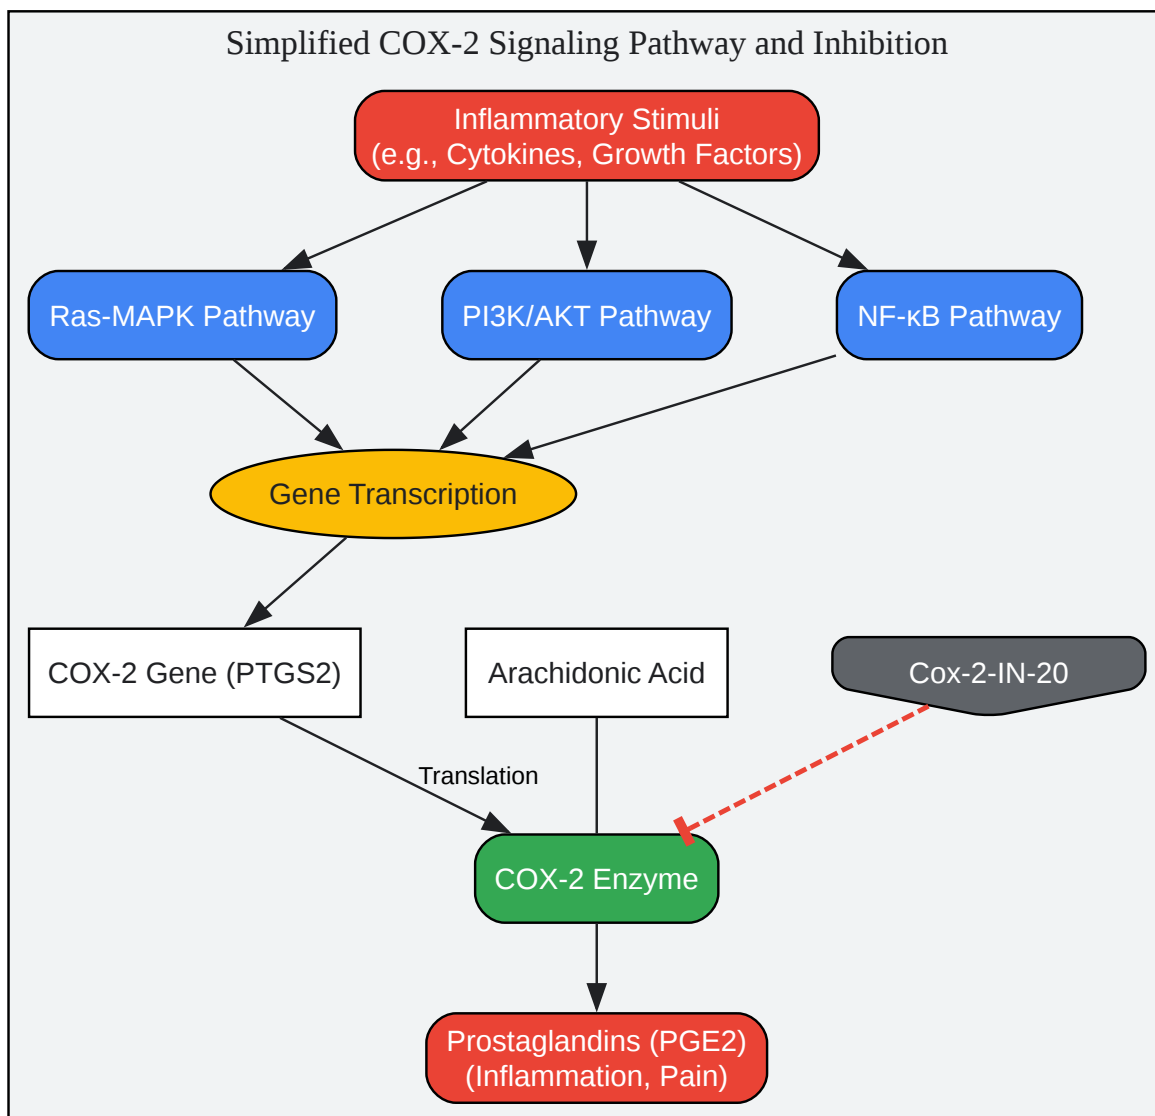 Simplified COX-2 Signaling Pathway and Inhibition
Inflammatory Stimuli
(e.g., Cytokines, Growth Factors)
Ras-MAPK Pathway
PI3K/AKT Pathway
NF-κB Pathway
Gene Transcription
COX-2 Gene (PTGS2)
Arachidonic Acid
Cox-2-IN-20
Translation
COX-2 Enzyme
Prostaglandins (PGE2)
(Inflammation, Pain)